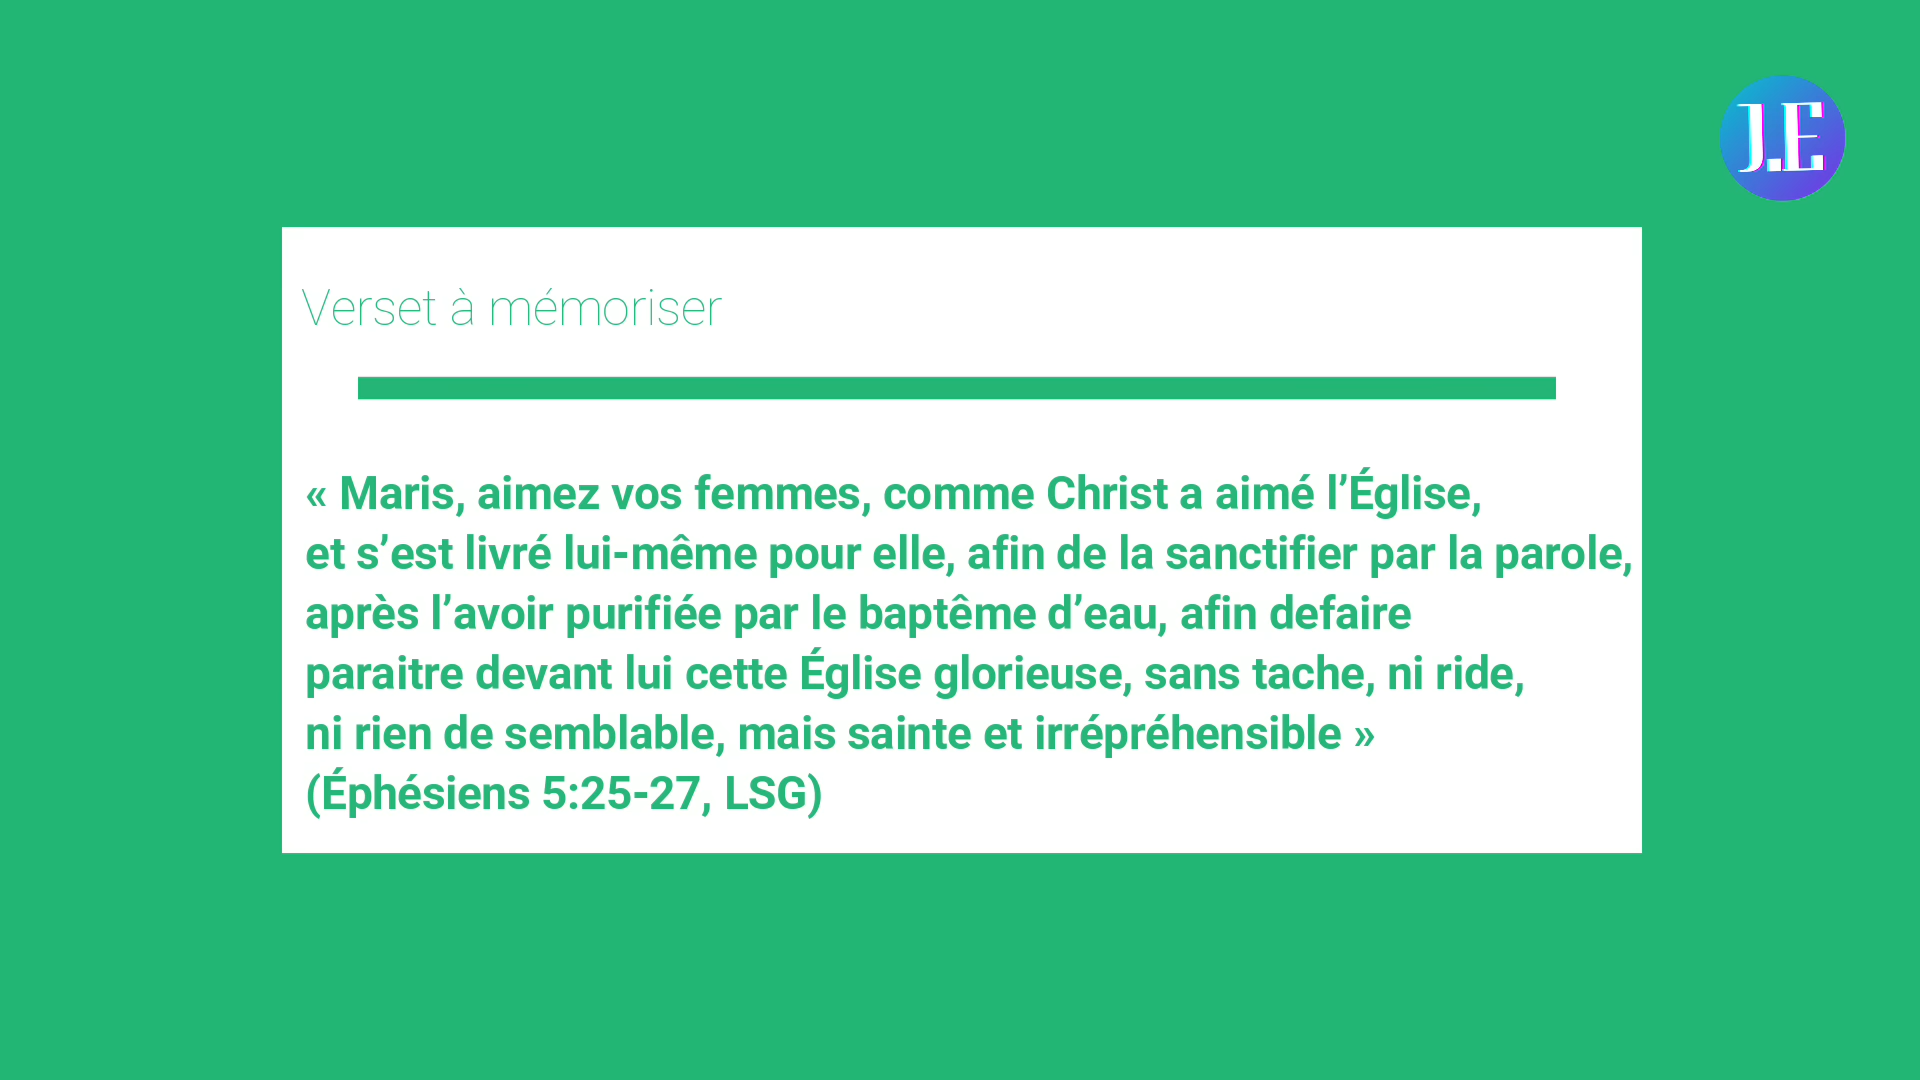 J.E
Verset à mémoriser
« Maris, aimez vos femmes, comme Christ a aimé l’Église,
et s’est livré lui-même pour elle, afin de la sanctifier par la parole,
après l’avoir purifiée par le baptême d’eau, afin defaire
paraitre devant lui cette Église glorieuse, sans tache, ni ride,
ni rien de semblable, mais sainte et irrépréhensible »
(Éphésiens 5:25-27, LSG)